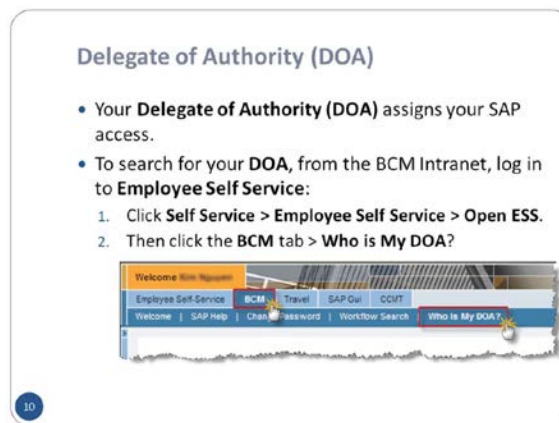 Delegate of Authority (DOA)
• Your Delegate of Authority (DOA) assigns your SAP
access.
• To search for your DOA, from the BCM Intranet, log in
to Employee Self Service:
1. Click Self Service > Employee Self Service > Open ESS.
2. Then click the BCM tab > Who is My DOA?
Welcome
Employee Self-Service BCM Travel SAP Gui CCMT
Welcome | SAP Help | Password | Workflow Search | Who is My DOA?
10